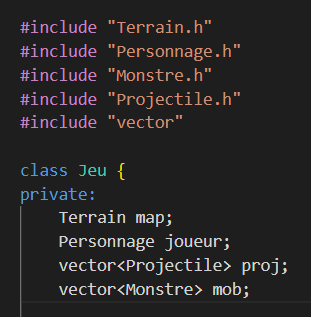 #include "Terrain.h"
#include "Personnage.h"
#include "Monstre.h"
#include "Projectile.h"
#include "vector"

class Jeu {
private:
    Terrain map;
    Personnage joueur;
    vector<Projectile> proj;
    vector<Monstre> mob;